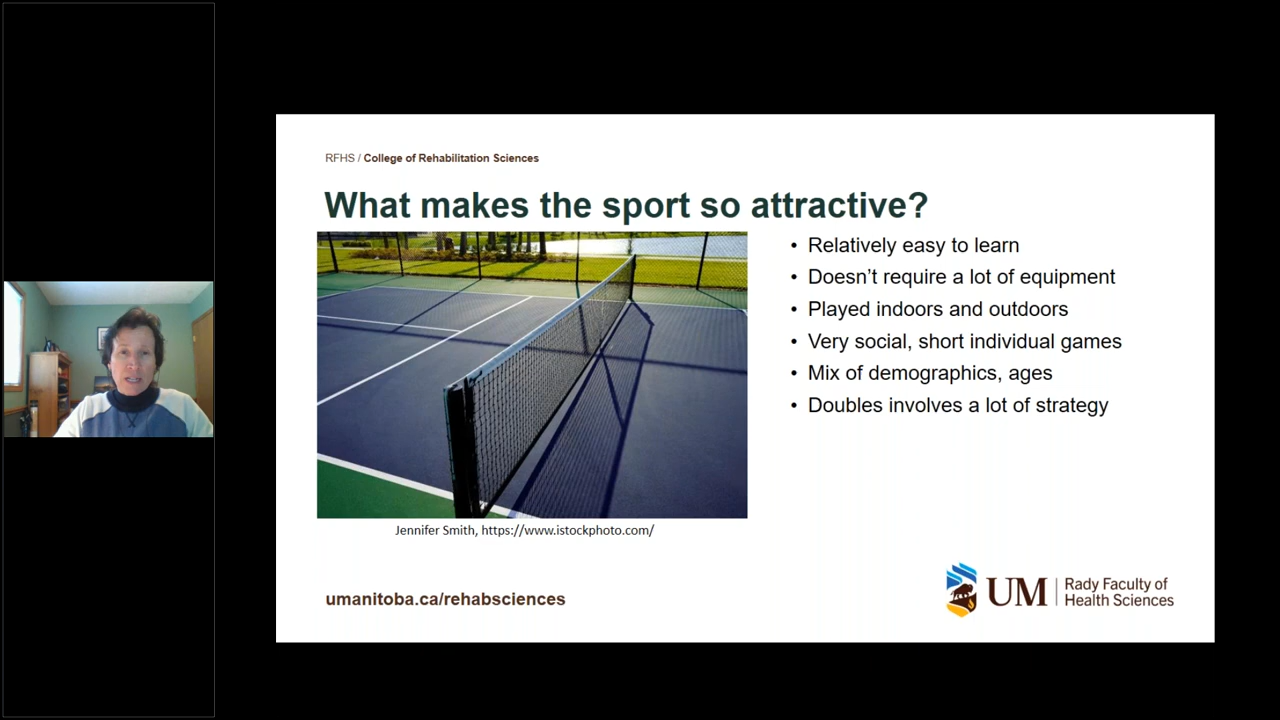 RFHS / College of Rehabilitation Sciences
What makes the sport so attractive?
• Relatively easy to learn
• Doesn’t require a lot of equipment
• Played indoors and outdoors
• Very social, short individual games
• Mix of demographics, ages
• Doubles involves a lot of strategy
Jennifer Smith, https://www.istockphoto.com/
umanitoba.ca/rehabsciences
UM
Rady Faculty of
Health Sciences